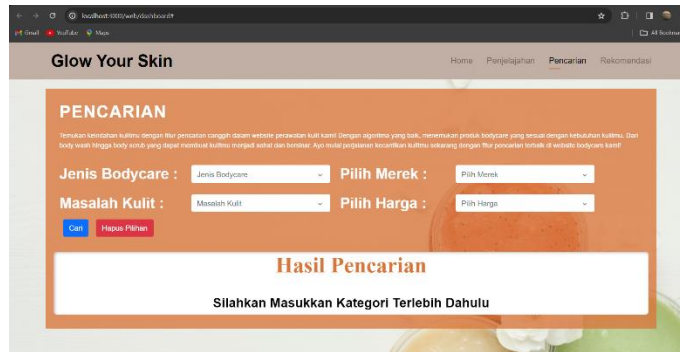 localhost:8000/web/dashboard#
Gmail YouTube Maps All Bookmar
Glow Your Skin
Home Penjelajahan Pencarian Rekomendasi
PENCARIAN
Temukan keindahan kulitmu dengan fitur pencarian canggih dalam website perawatan kulit kami! Dengan algoritma yang baik, menemukan produk bodycare yang sesuai dengan kebutuhan kulitmu. Dari
body wash hingga body scrub yang dapat membuat kulitmu menjadi sehat dan bersinar. Ayo mulai perjalanan kecantikan kulitmu sekarang dengan fitur pencarian terbaik di website bodycare kami!
Jenis Bodycare : Jenis Bodycare Pilih Merek : Pilih Merek
Masalah Kulit : Masalah Kulit Pilih Harga : Pilih Harga
Cari Hapus Pilihan
Hasil Pencarian
Silahkan Masukkan Kategori Terlebih Dahulu